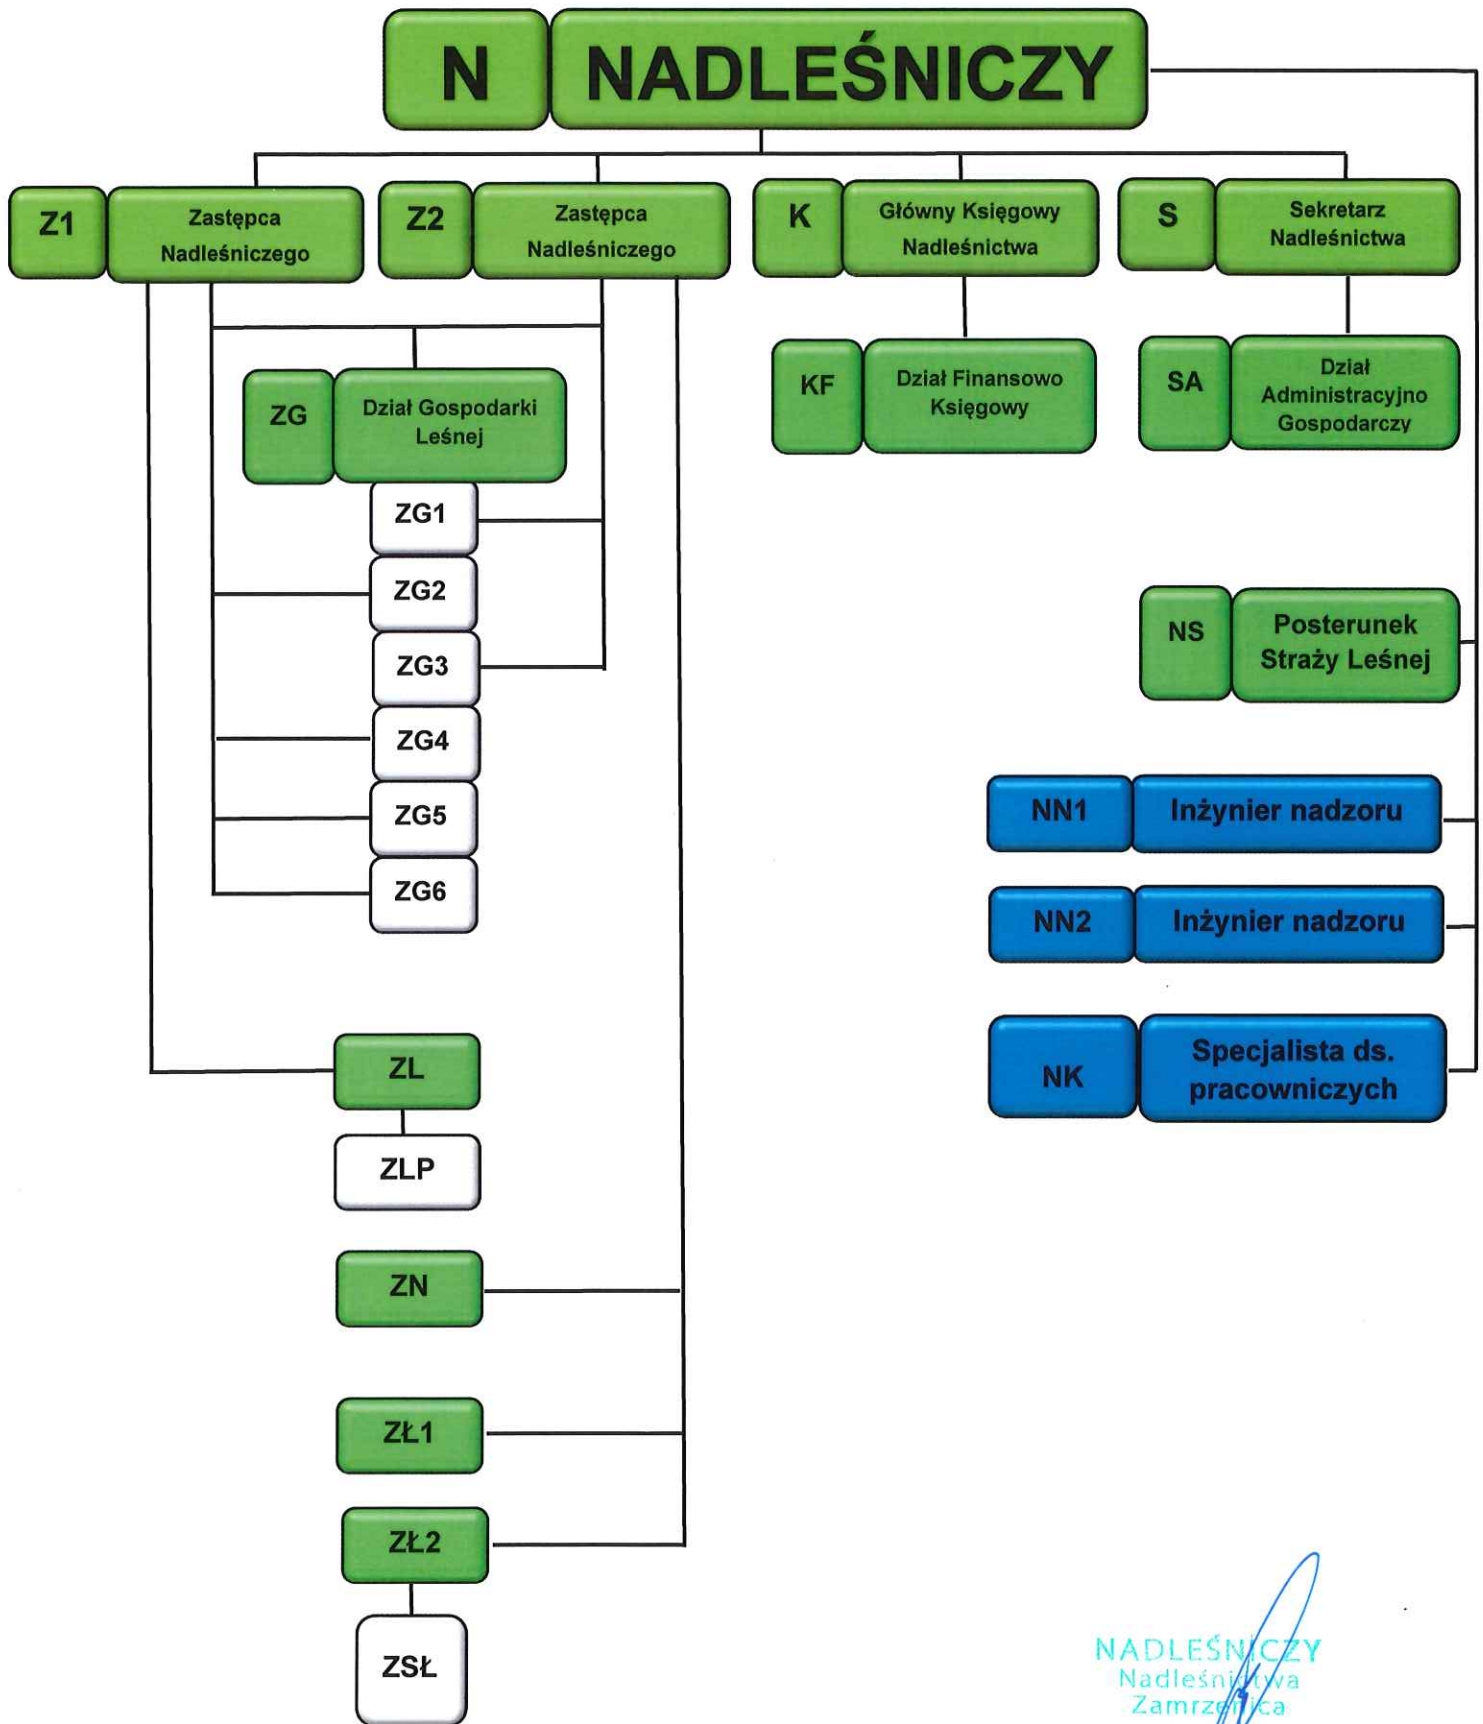 N NADLEŚNICZY
Z1 Zastępca
Nadleśniczego
Z2 Zastępca
Nadleśniczego
K Główny Księgowy
Nadleśnictwa
S Sekretarz
Nadleśnictwa
ZG Dział Gospodarki
Leśnej
KF Dział Finansowo
Księgowy
SA Dział
Administracyjno
Gospodarczy
ZG1
ZG2
ZG3
ZG4
ZG5
ZG6
NS Posterunek
Straży Leśnej
NN1 Inżynier nadzoru
NN2 Inżynier nadzoru
NK Specjalista ds.
pracowniczych
ZL
ZLP
ZN
ZŁ1
ZŁ2
ZSŁ
NADLEŚNICZY
Nadleśnictwa
Zamrzenica